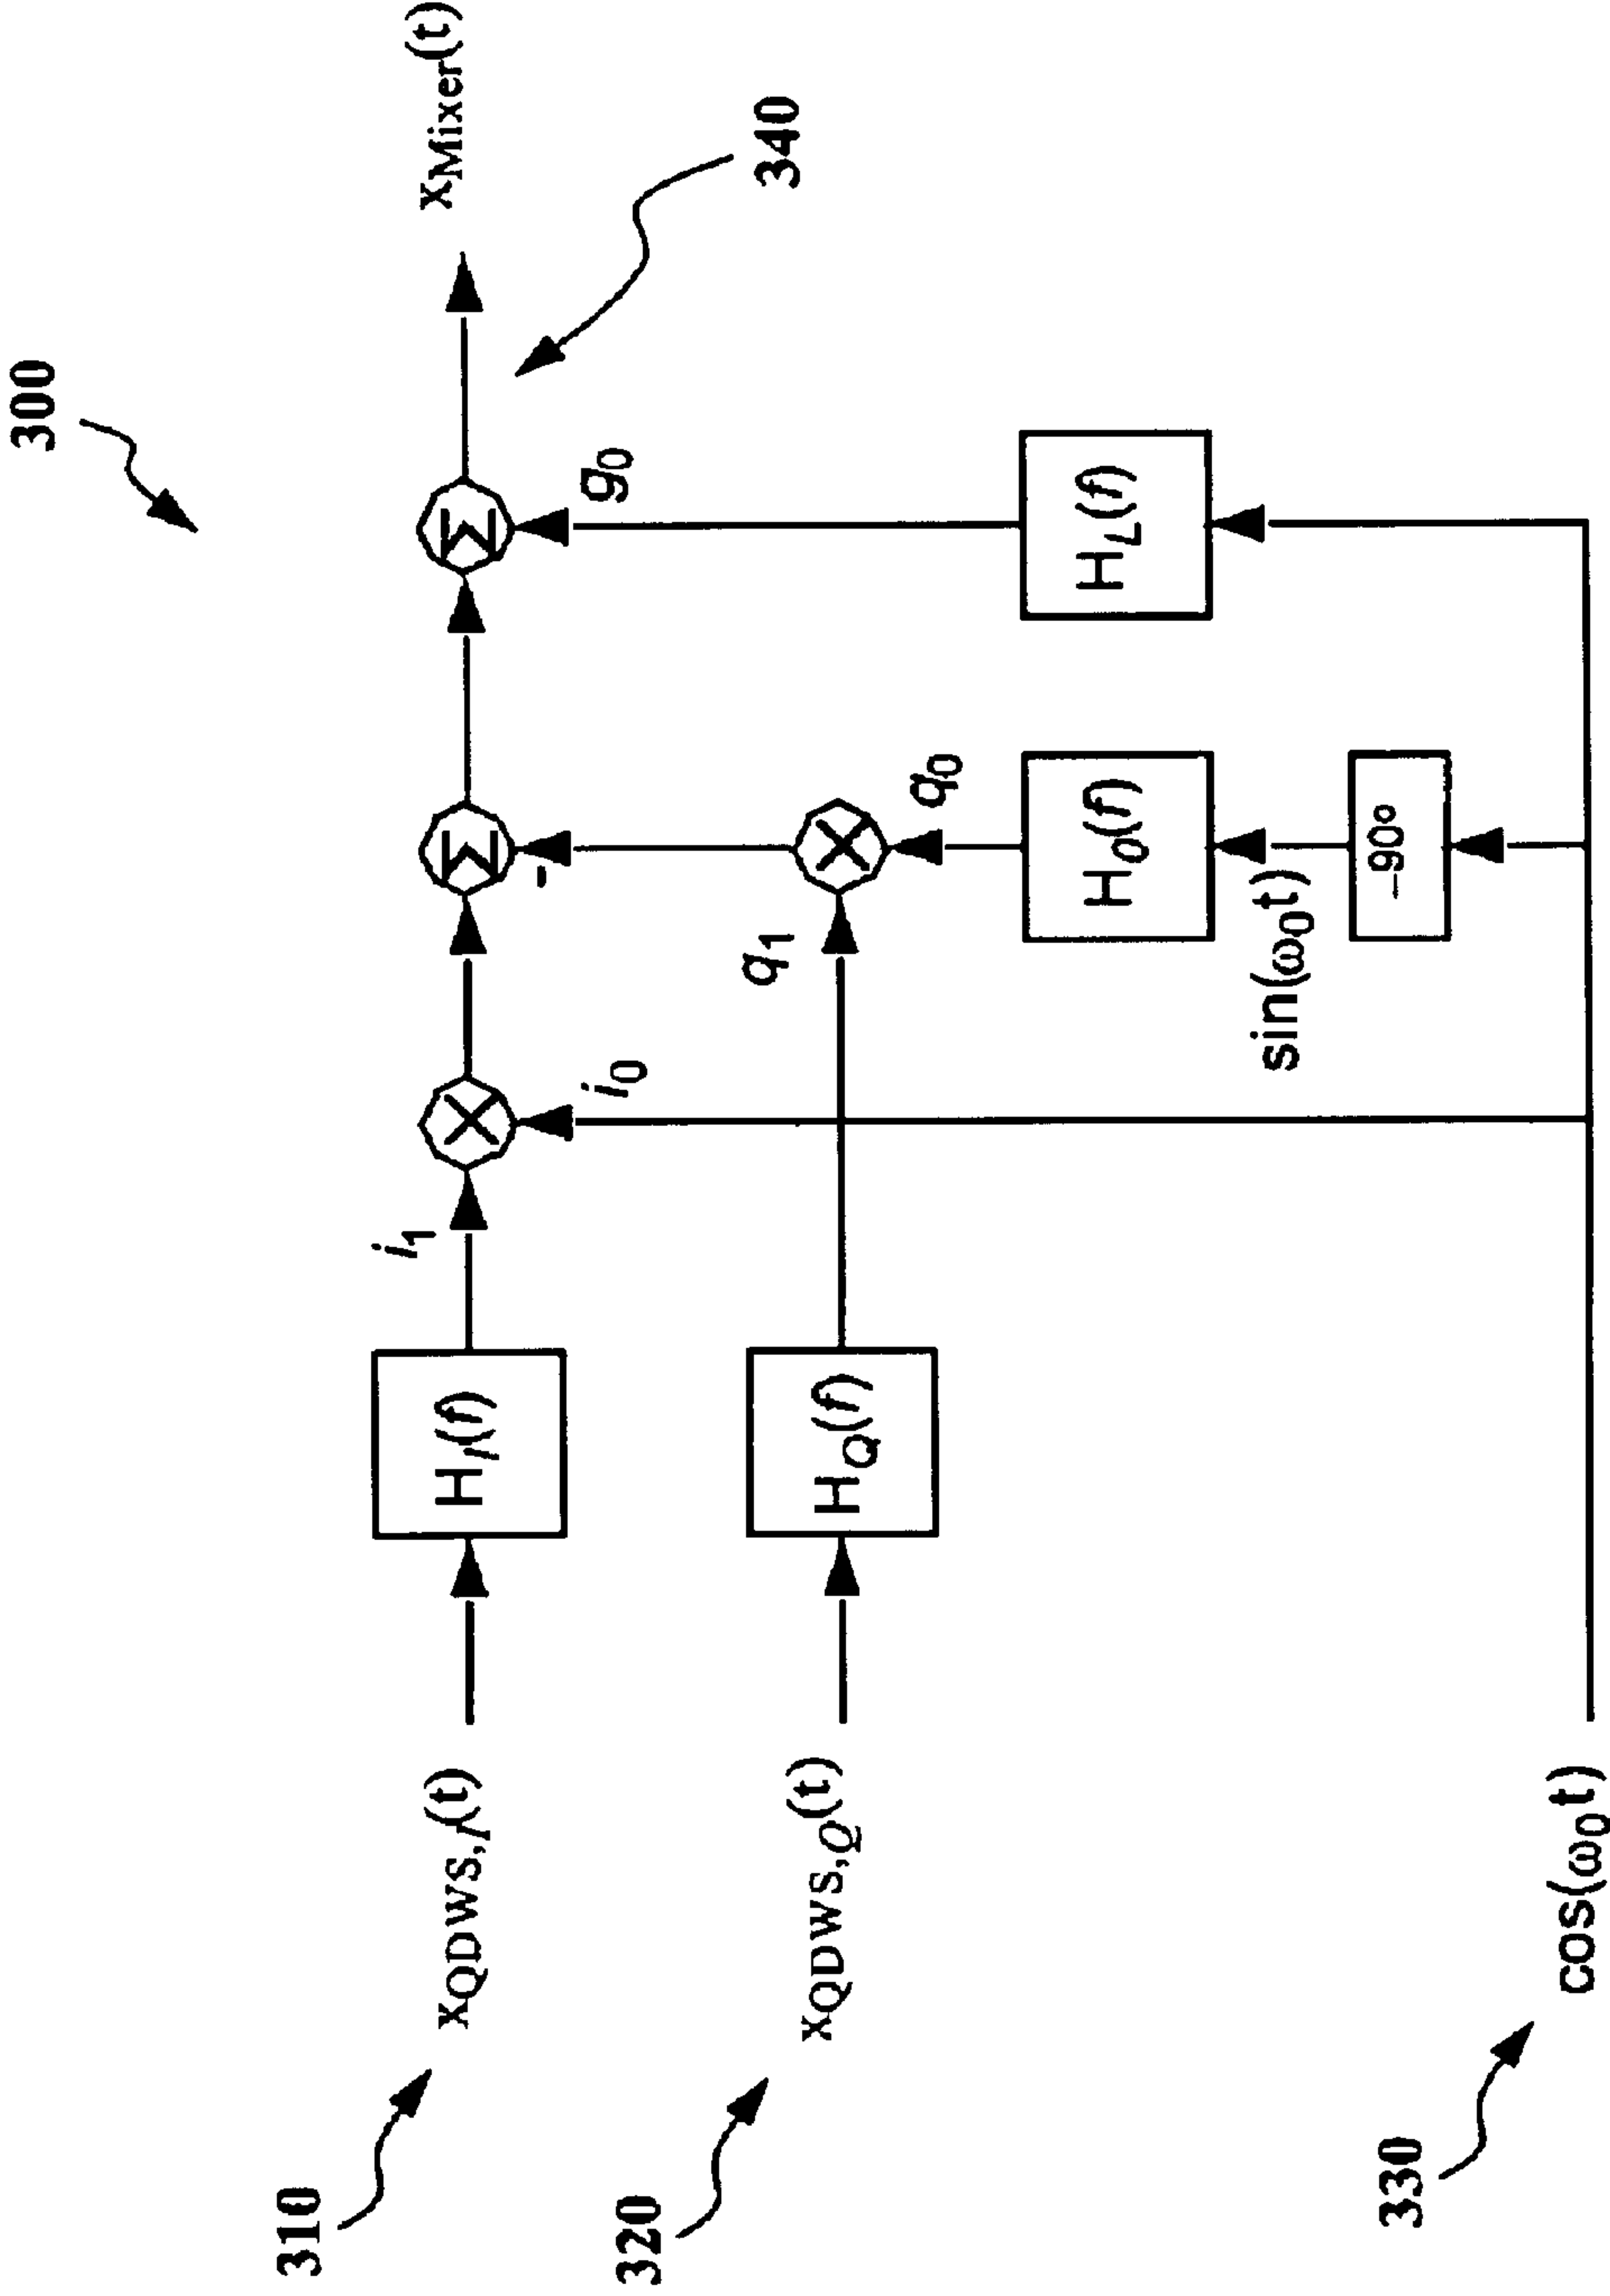 300
310
x_QDWS,I(t)
H_I(f)
i_1
×
i_0
Σ
-
Σ
g_0
x_Mixer(t)
340
320
x_QDWS,Q(t)
H_Q(f)
q_1
×
q_0
H_0(f)
sin(ω_0t)
−90°
H_L(f)
330
cos(ω_0t)